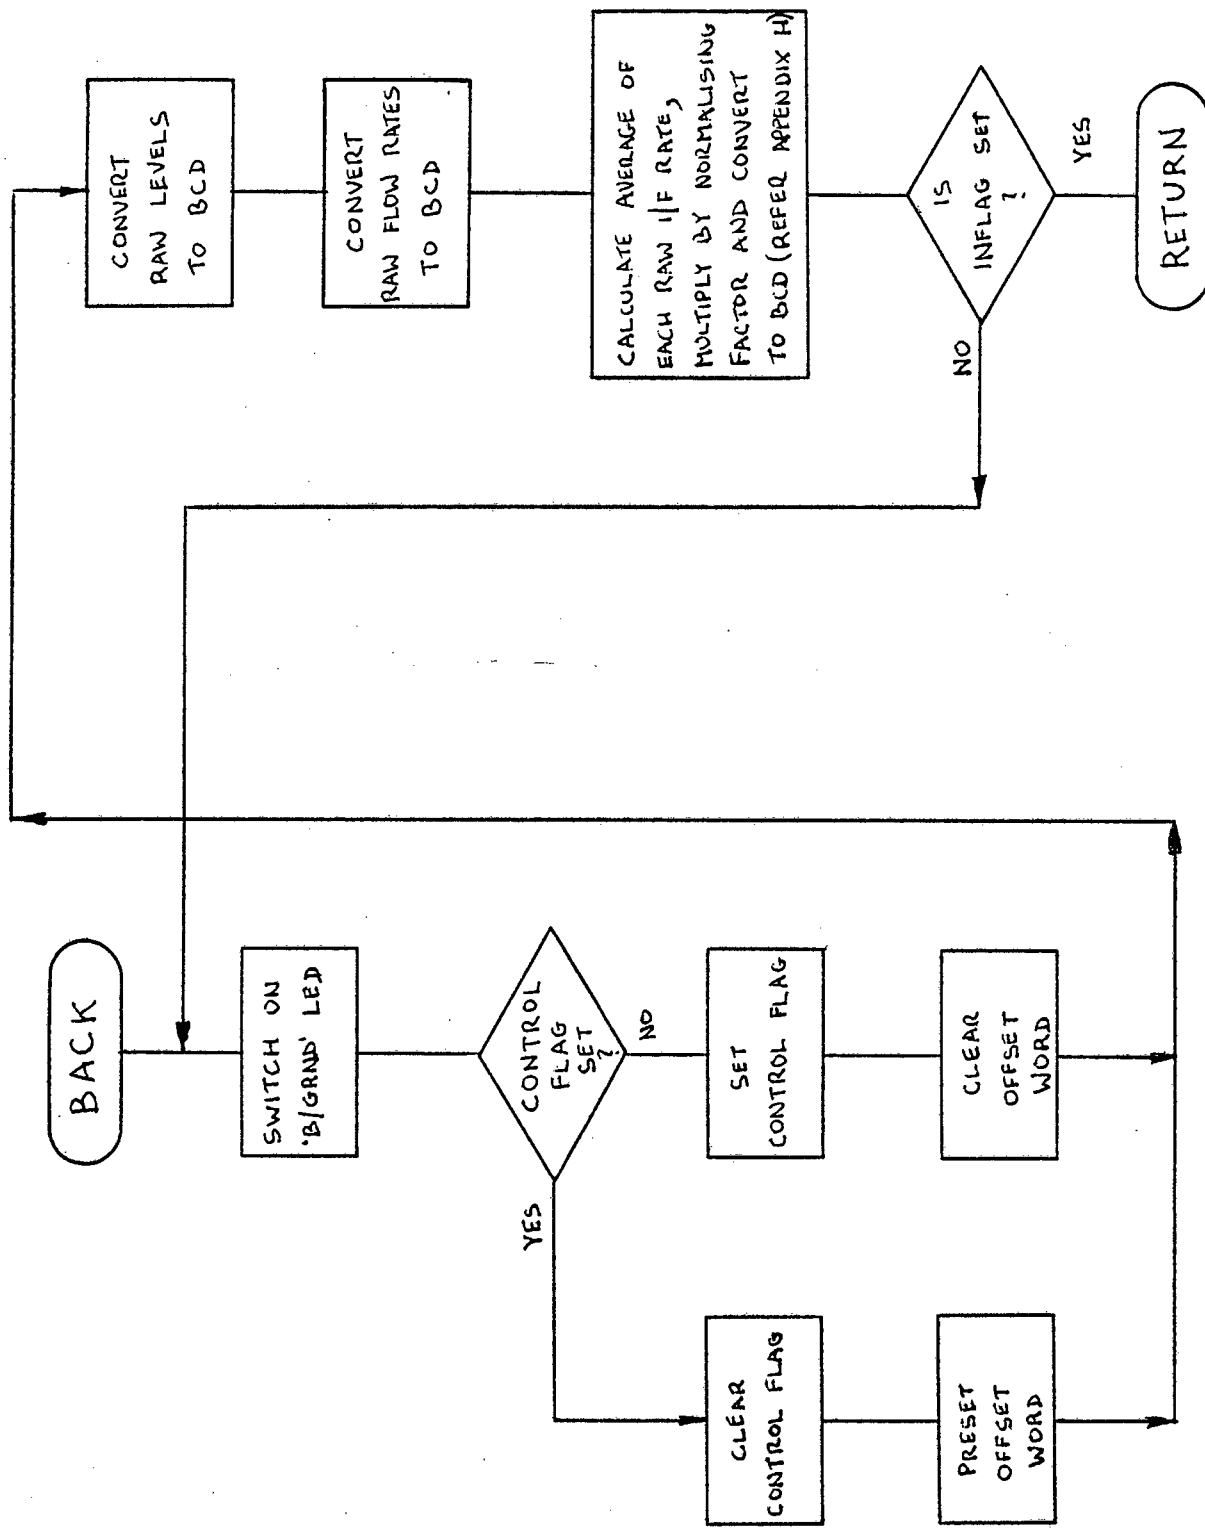 BACK
SWITCH ON
'B/GRND' LED
CONTROL
FLAG
SET
?
YES
NO
CLEAR
CONTROL FLAG
SET
CONTROL FLAG
PRESET
OFFSET
WORD
CLEAR
OFFSET
WORD
CONVERT
RAW LEVELS
TO BCD
CONVERT
RAW FLOW RATES
TO BCD
CALCULATE AVERAGE OF
EACH RAW I/F RATE,
MULTIPLY BY NORMALISING
FACTOR AND CONVERT
TO BCD (REFER APPENDIX H)
IS
INFLAG SET
?
NO
YES
RETURN